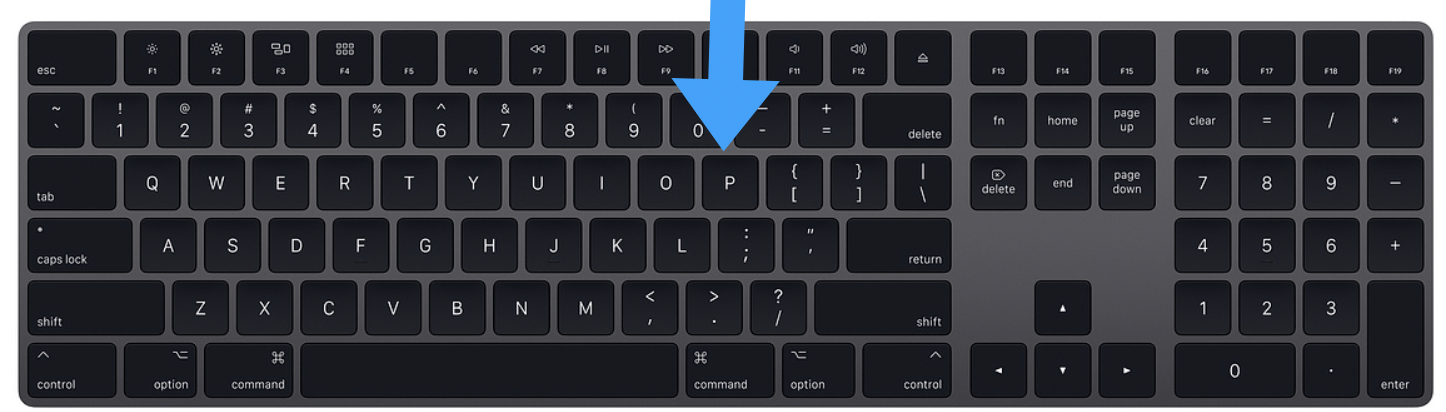 esc F1 F2 F3 F4 F5 F6 F7 F8 F9 F11 F12 F13 F14 F15 F16 F17 F18 F19
~ ! @ # $ % ^ & * ( — +
` 1 2 3 4 5 6 7 8 9 0 - = delete fn home page up clear = / *
tab Q W E R T Y U I O P { [ } ] | \ delete end page down 7 8 9 −
caps lock A S D F G H J K L : ; " ' return 4 5 6 +
shift Z X C V B N M < , > . ? / shift 1 2 3
control option command command option control 0 . enter